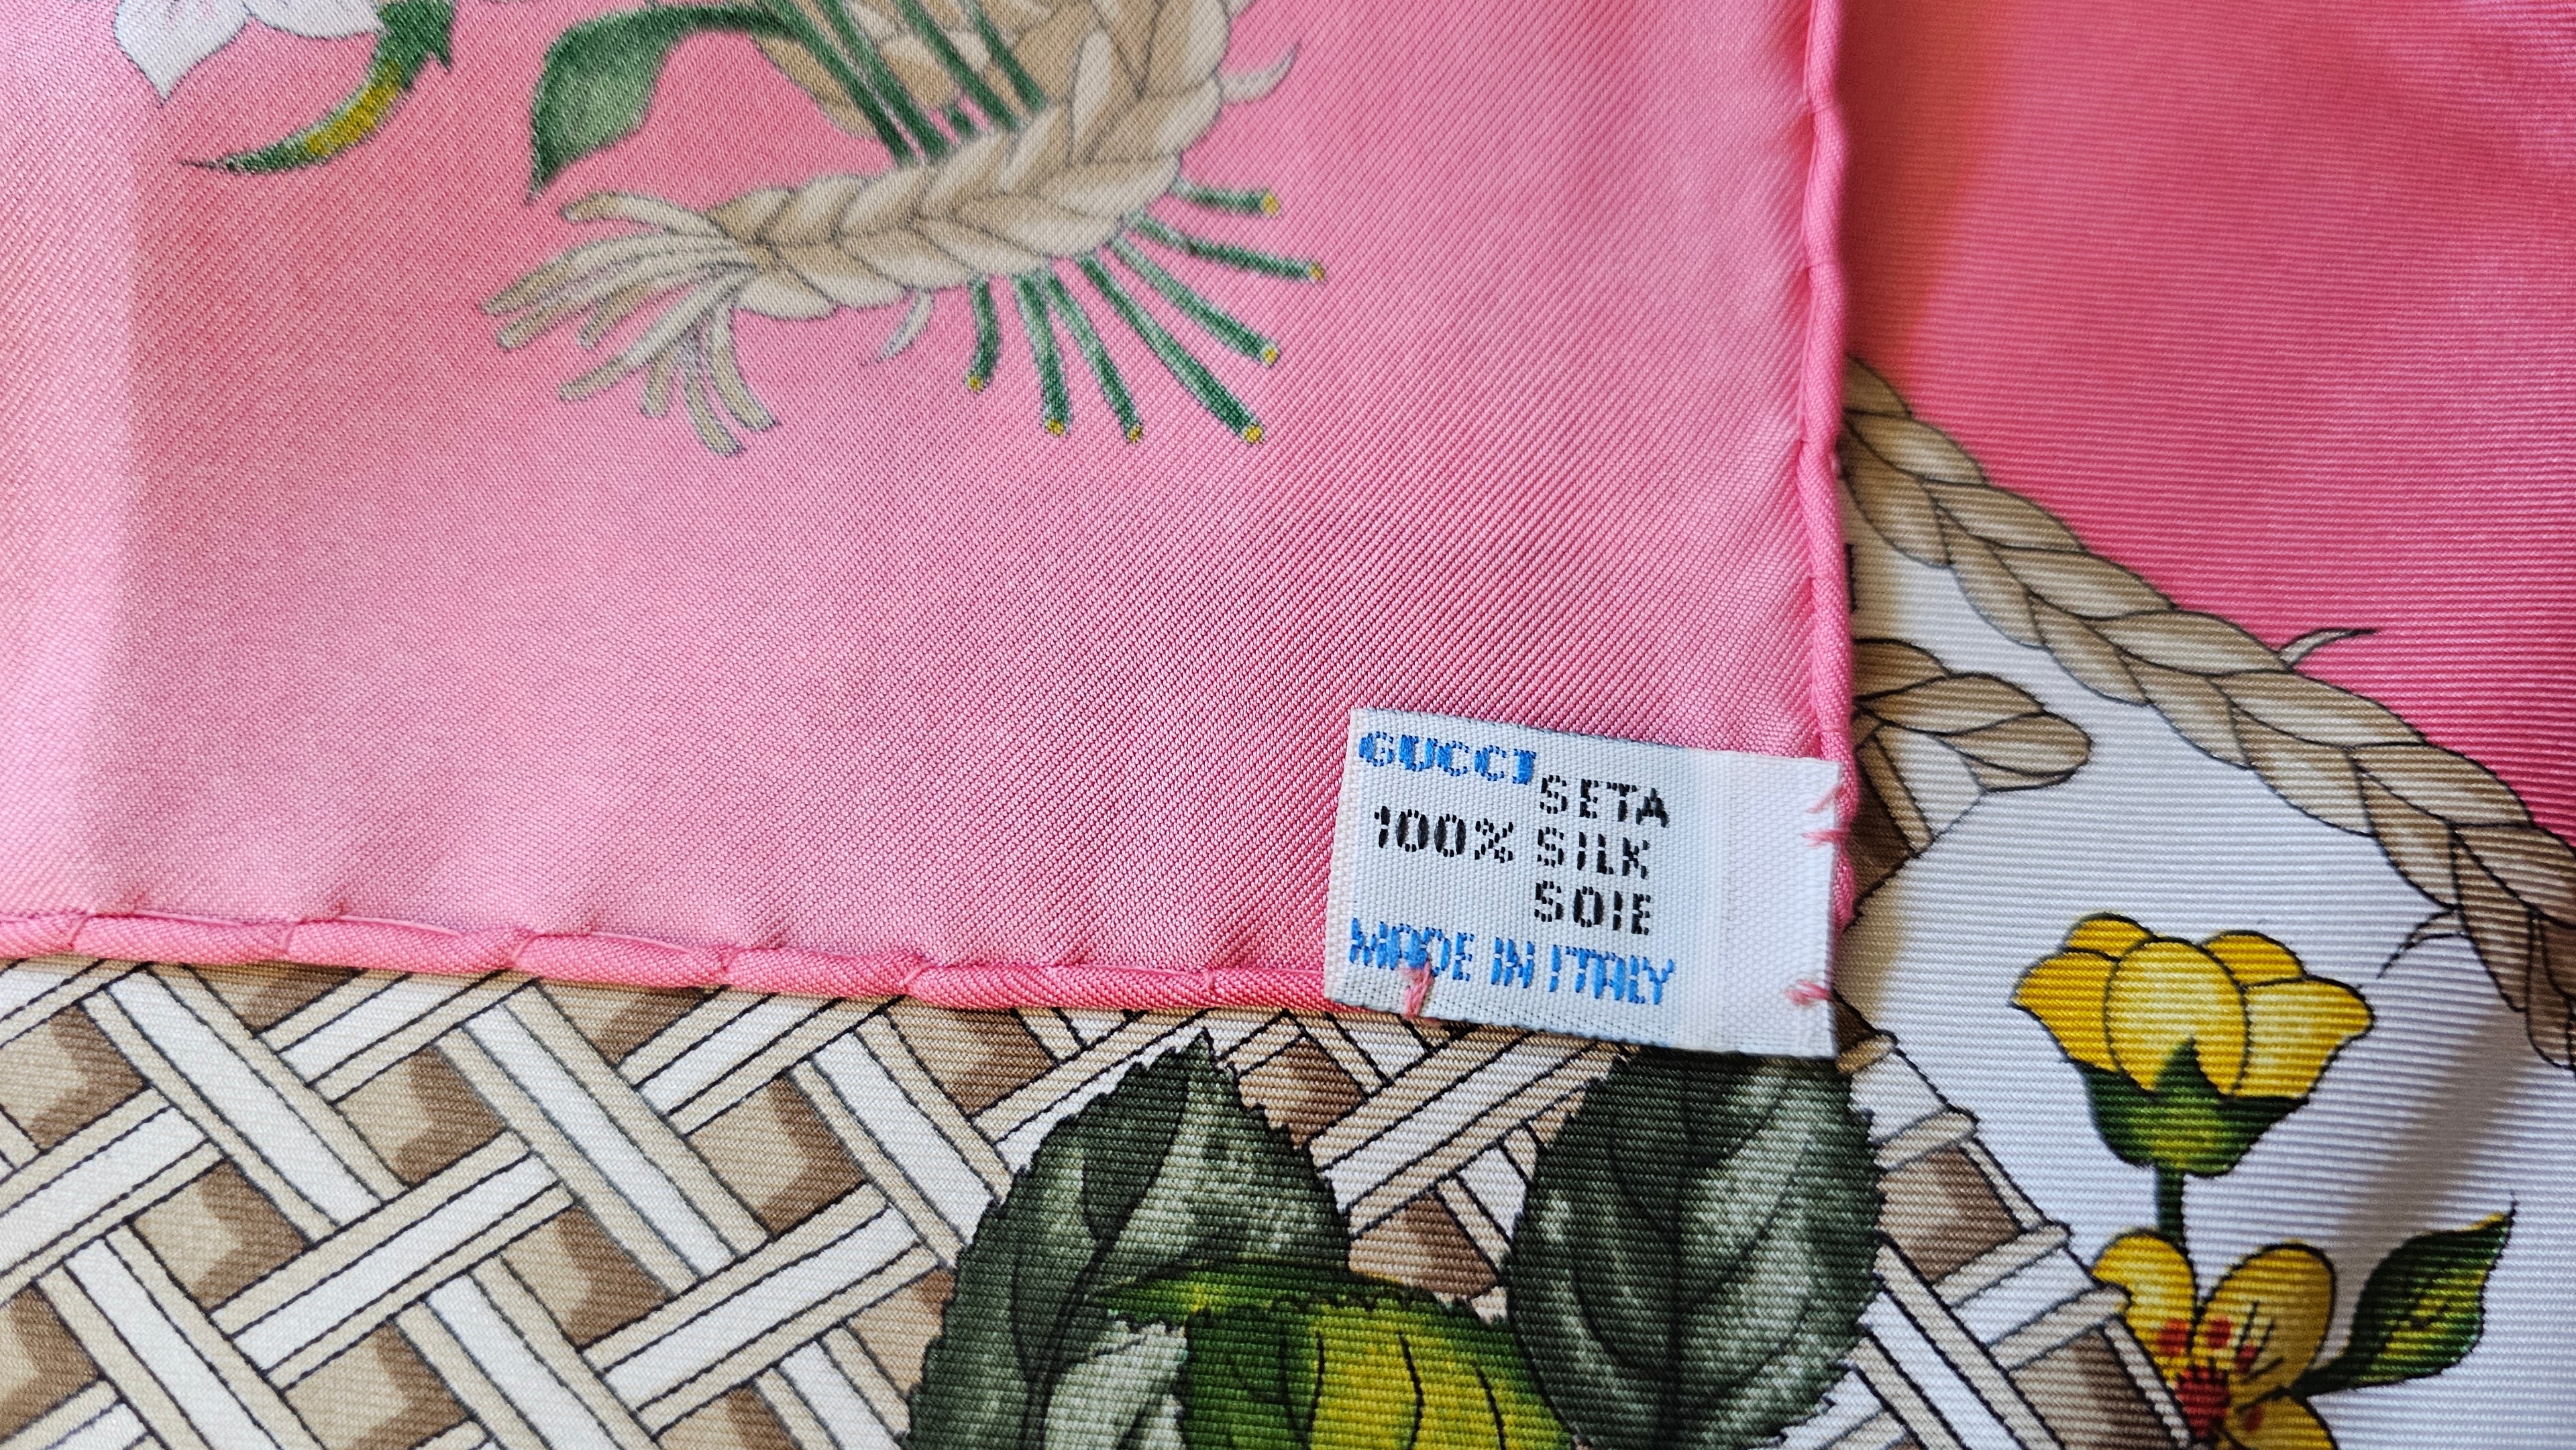 GUCCI
SETA
100% SILK
SOIE
MADE IN ITALY